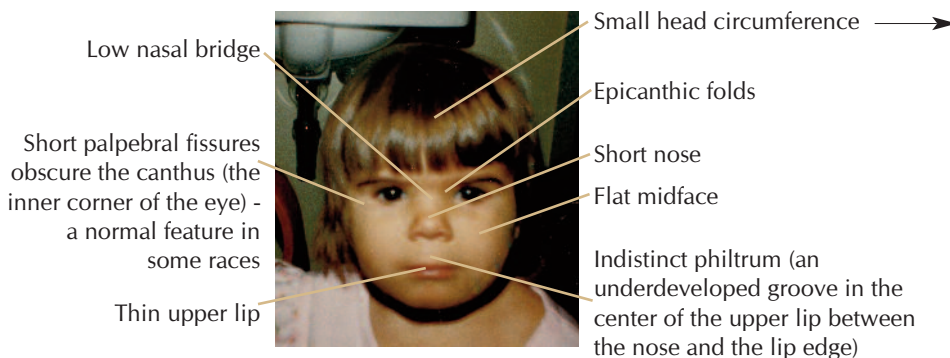 Low nasal bridge
Short palpebral fissures
obscure the canthus (the
inner corner of the eye) -
a normal feature in
some races
Thin upper lip
Small head circumference
Epicanthic folds
Short nose
Flat midface
Indistinct philtrum (an
underdeveloped groove in the
center of the upper lip between
the nose and the lip edge)